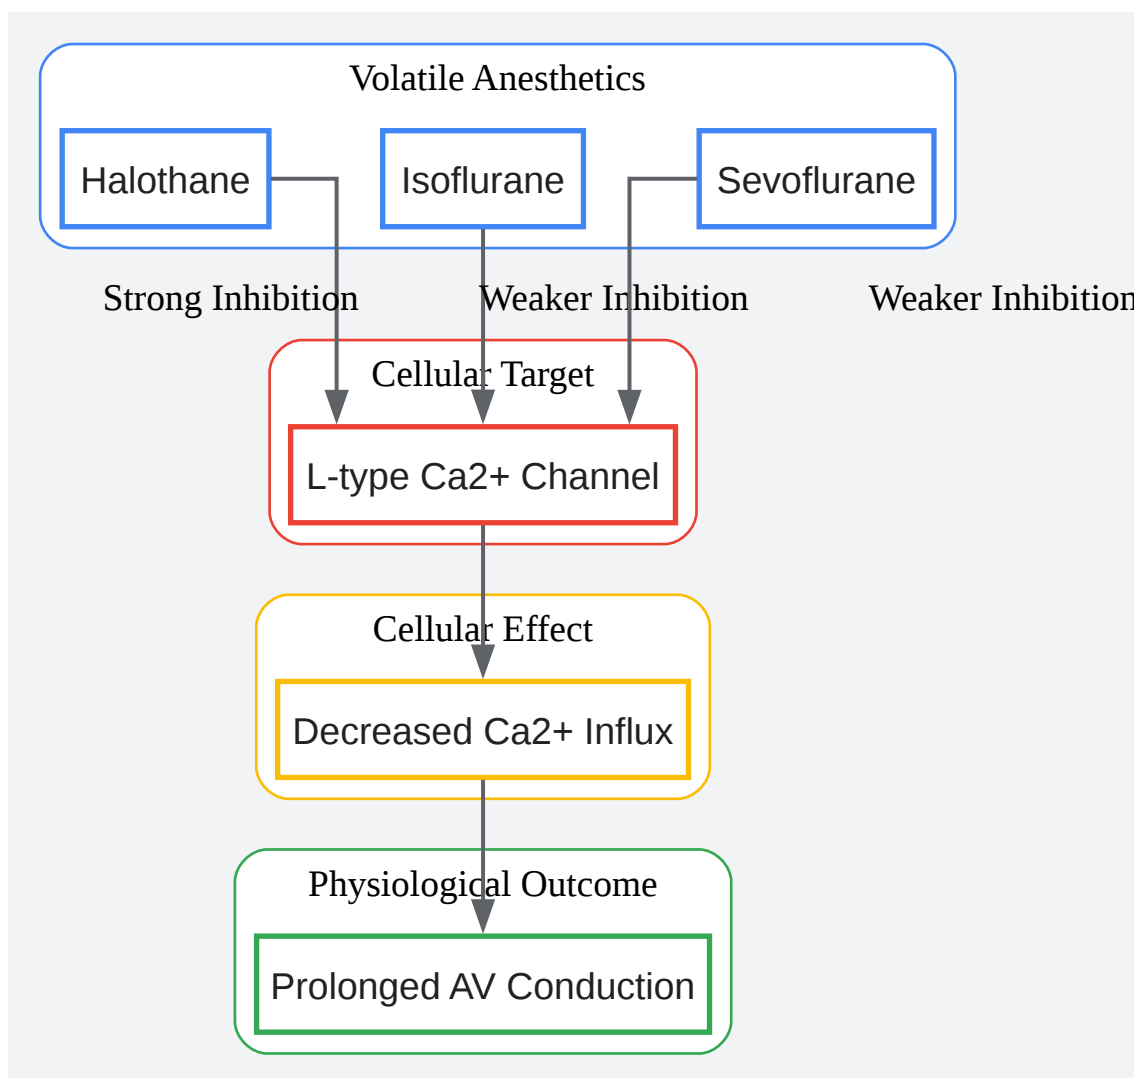 Volatile Anesthetics
Halothane
Isoflurane
Sevoflurane
Strong Inhibition
Weaker Inhibition
Weaker Inhibition
Cellular Target
L-type Ca2+ Channel
Cellular Effect
Decreased Ca2+ Influx
Physiological Outcome
Prolonged AV Conduction